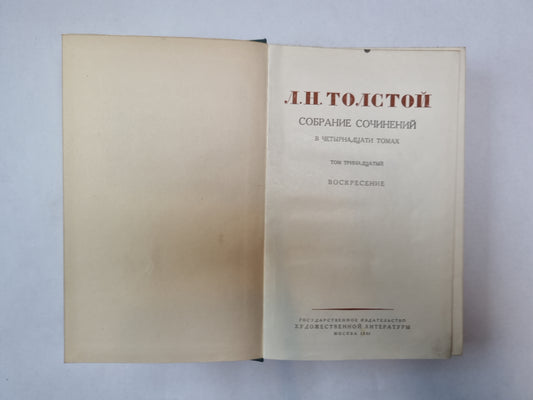 Л.Н.ТОЛСТОЙ
СОБРАНИЕ СОЧИНЕНИЙ
В ЧЕТЫРНАДЦАТИ ТОМАХ
ТОМ ТРИНАДЦАТЫЙ
ВОСКРЕСЕНИЕ
ГОСУДАРСТВЕННОЕ ИЗДАТЕЛЬСТВО
ХУДОЖЕСТВЕННОЙ ЛИТЕРАТУРЫ
МОСКВА